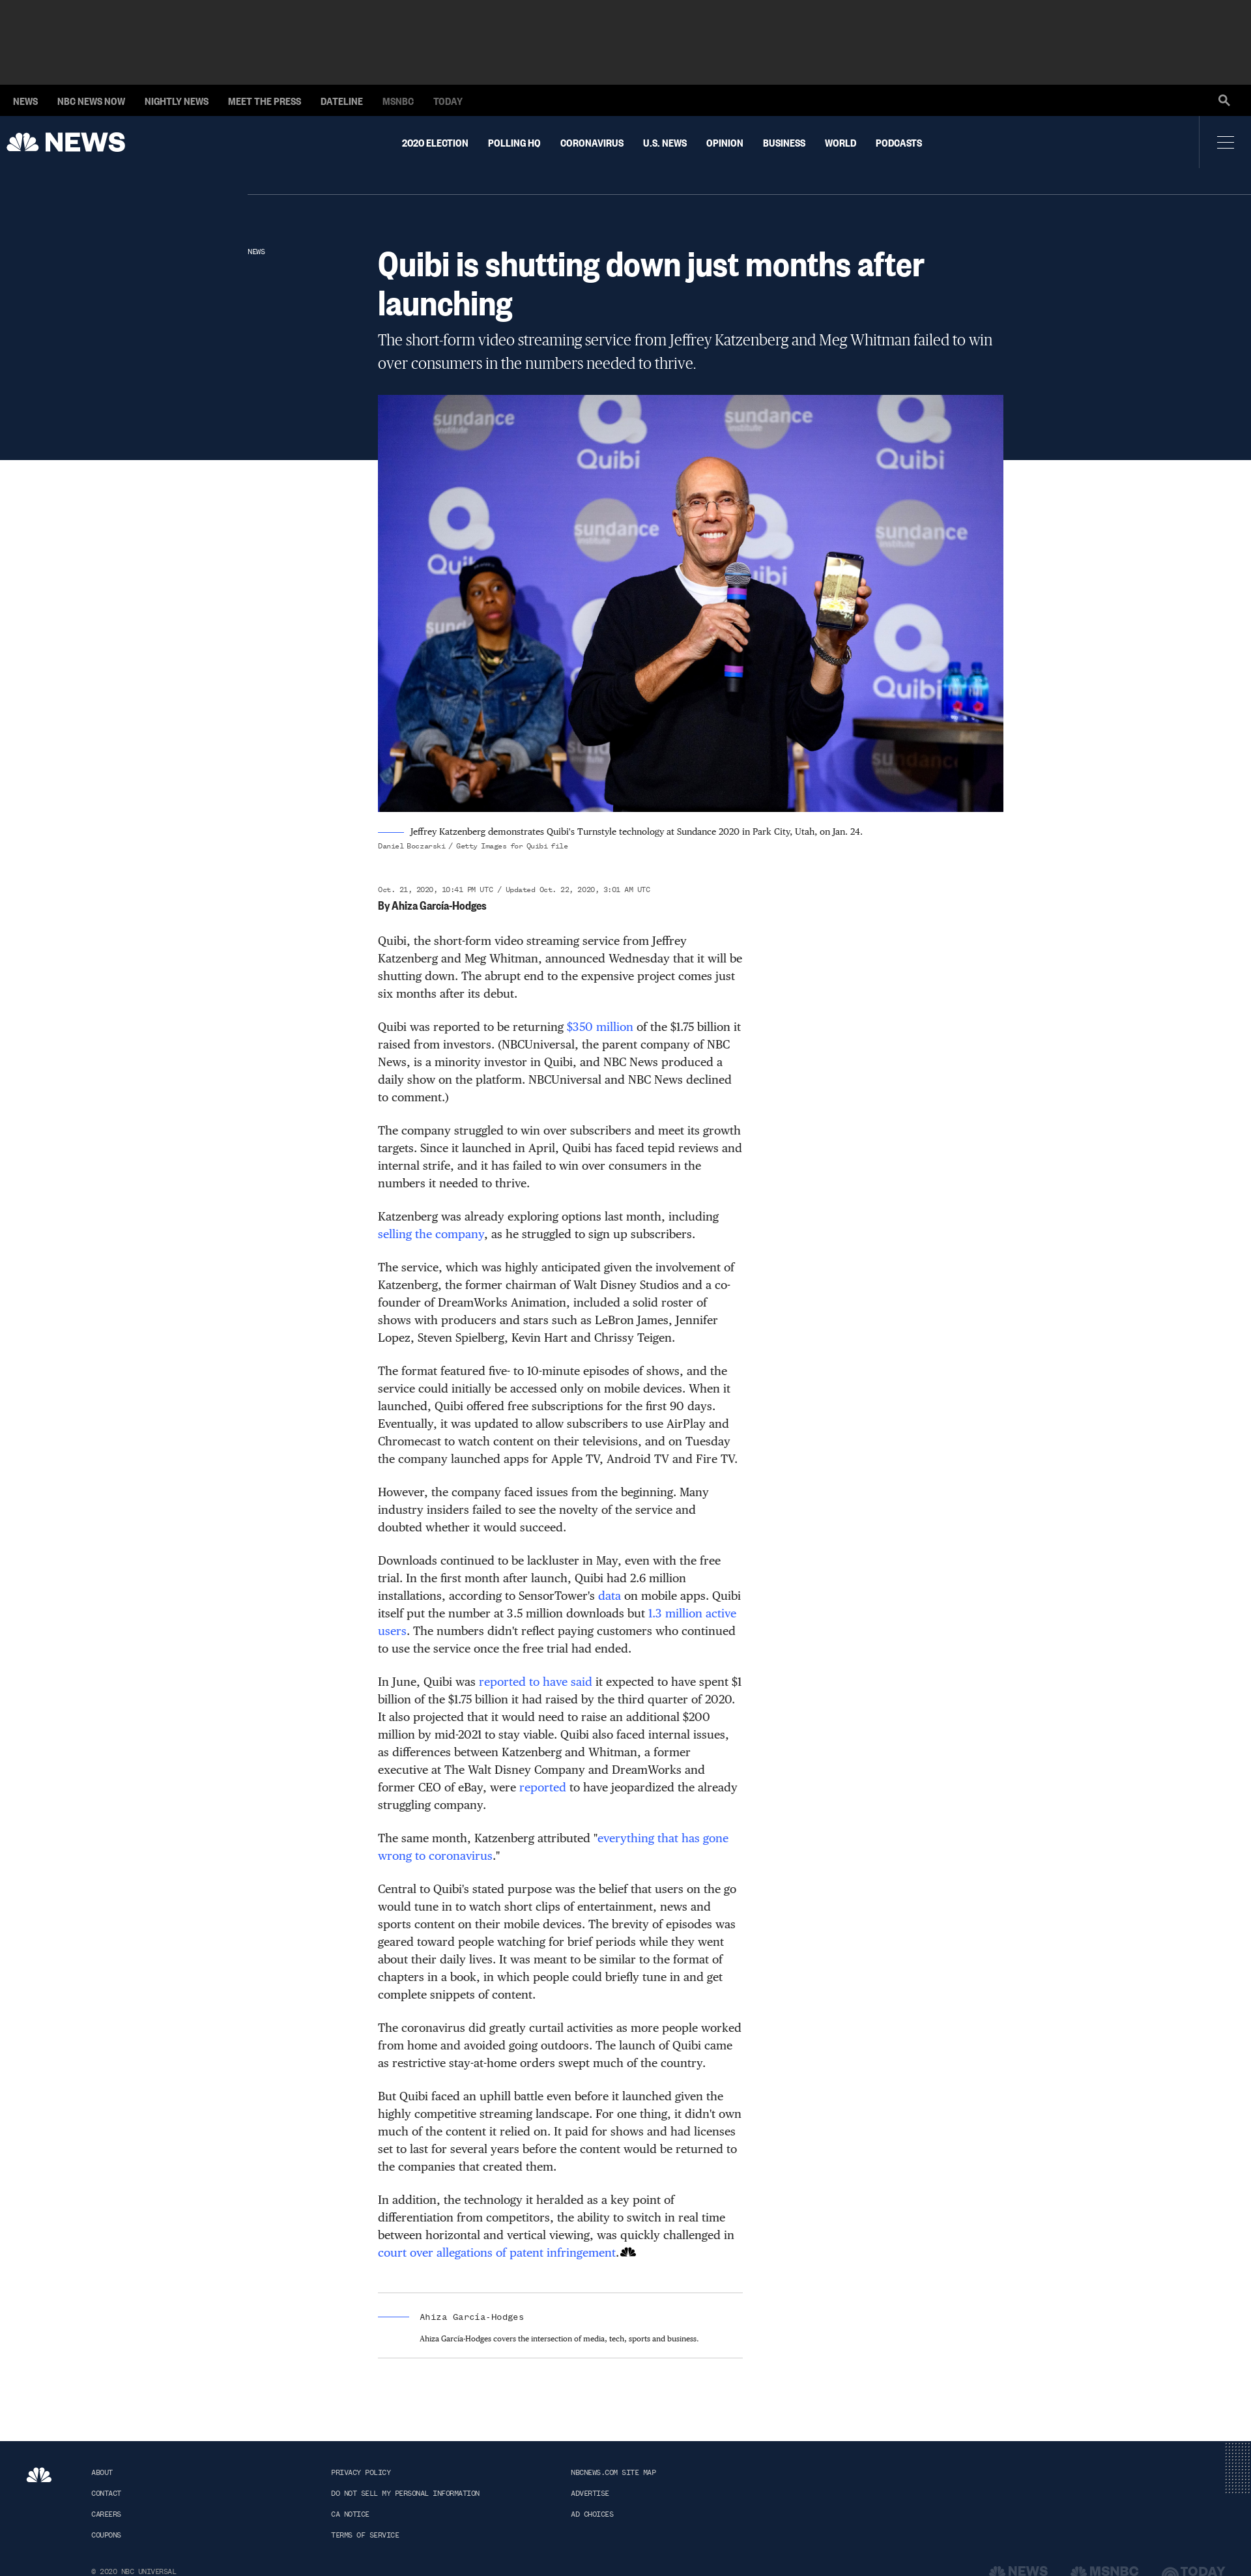 NEWS NBC NEWS NOW NIGHTLY NEWS MEET THE PRESS DATELINE MSNBC TODAY
NEWS
2020 ELECTION POLLING HQ CORONAVIRUS U.S. NEWS OPINION BUSINESS WORLD PODCASTS
NEWS
Quibi is shutting down just months after
launching
The short-form video streaming service from Jeffrey Katzenberg and Meg Whitman failed to win
over consumers in the numbers needed to thrive.
sundance
institute
Quibi
sundance
institute
Quibi
Quibi
sundance
institute
Quibi
sundance
institute
Quibi
Jeffrey Katzenberg demonstrates Quibi's Turnstyle technology at Sundance 2020 in Park City, Utah, on Jan. 24.
Daniel Boczarski / Getty Images for Quibi file
Oct. 21, 2020, 10:41 PM UTC / Updated Oct. 22, 2020, 3:01 AM UTC
By Ahiza García-Hodges
Quibi, the short-form video streaming service from Jeffrey
Katzenberg and Meg Whitman, announced Wednesday that it will be
shutting down. The abrupt end to the expensive project comes just
six months after its debut.
Quibi was reported to be returning $350 million of the $1.75 billion it
raised from investors. (NBCUniversal, the parent company of NBC
News, is a minority investor in Quibi, and NBC News produced a
daily show on the platform. NBCUniversal and NBC News declined
to comment.)
The company struggled to win over subscribers and meet its growth
targets. Since it launched in April, Quibi has faced tepid reviews and
internal strife, and it has failed to win over consumers in the
numbers it needed to thrive.
Katzenberg was already exploring options last month, including
selling the company, as he struggled to sign up subscribers.
The service, which was highly anticipated given the involvement of
Katzenberg, the former chairman of Walt Disney Studios and a co-
founder of DreamWorks Animation, included a solid roster of
shows with producers and stars such as LeBron James, Jennifer
Lopez, Steven Spielberg, Kevin Hart and Chrissy Teigen.
The format featured five- to 10-minute episodes of shows, and the
service could initially be accessed only on mobile devices. When it
launched, Quibi offered free subscriptions for the first 90 days.
Eventually, it was updated to allow subscribers to use AirPlay and
Chromecast to watch content on their televisions, and on Tuesday
the company launched apps for Apple TV, Android TV and Fire TV.
However, the company faced issues from the beginning. Many
industry insiders failed to see the novelty of the service and
doubted whether it would succeed.
Downloads continued to be lackluster in May, even with the free
trial. In the first month after launch, Quibi had 2.6 million
installations, according to SensorTower's data on mobile apps. Quibi
itself put the number at 3.5 million downloads but 1.3 million active
users. The numbers didn't reflect paying customers who continued
to use the service once the free trial had ended.
In June, Quibi was reported to have said it expected to have spent $1
billion of the $1.75 billion it had raised by the third quarter of 2020.
It also projected that it would need to raise an additional $200
million by mid-2021 to stay viable. Quibi also faced internal issues,
as differences between Katzenberg and Whitman, a former
executive at The Walt Disney Company and DreamWorks and
former CEO of eBay, were reported to have jeopardized the already
struggling company.
The same month, Katzenberg attributed "everything that has gone
wrong to coronavirus."
Central to Quibi's stated purpose was the belief that users on the go
would tune in to watch short clips of entertainment, news and
sports content on their mobile devices. The brevity of episodes was
geared toward people watching for brief periods while they went
about their daily lives. It was meant to be similar to the format of
chapters in a book, in which people could briefly tune in and get
complete snippets of content.
The coronavirus did greatly curtail activities as more people worked
from home and avoided going outdoors. The launch of Quibi came
as restrictive stay-at-home orders swept much of the country.
But Quibi faced an uphill battle even before it launched given the
highly competitive streaming landscape. For one thing, it didn't own
much of the content it relied on. It paid for shows and had licenses
set to last for several years before the content would be returned to
the companies that created them.
In addition, the technology it heralded as a key point of
differentiation from competitors, the ability to switch in real time
between horizontal and vertical viewing, was quickly challenged in
court over allegations of patent infringement.
Ahiza García-Hodges
Ahiza García-Hodges covers the intersection of media, tech, sports and business.
ABOUT
CONTACT
CAREERS
COUPONS
PRIVACY POLICY
DO NOT SELL MY PERSONAL INFORMATION
CA NOTICE
TERMS OF SERVICE
NBCNEWS.COM SITE MAP
ADVERTISE
AD CHOICES
© 2020 NBC UNIVERSAL
NEWS MSNBC TODAY